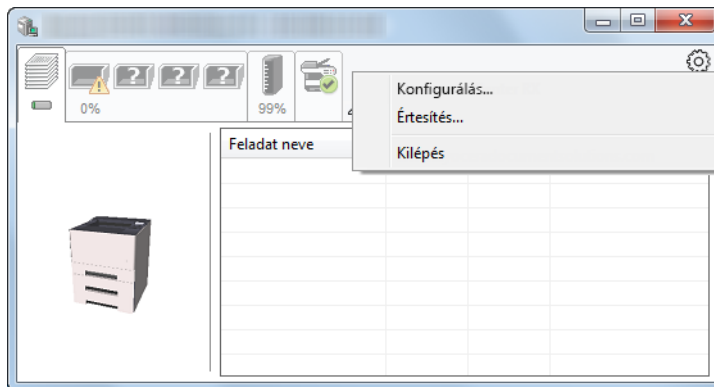 0%
99%
Konfigurálás...
Értesítés...
Kilépés
Feladat neve